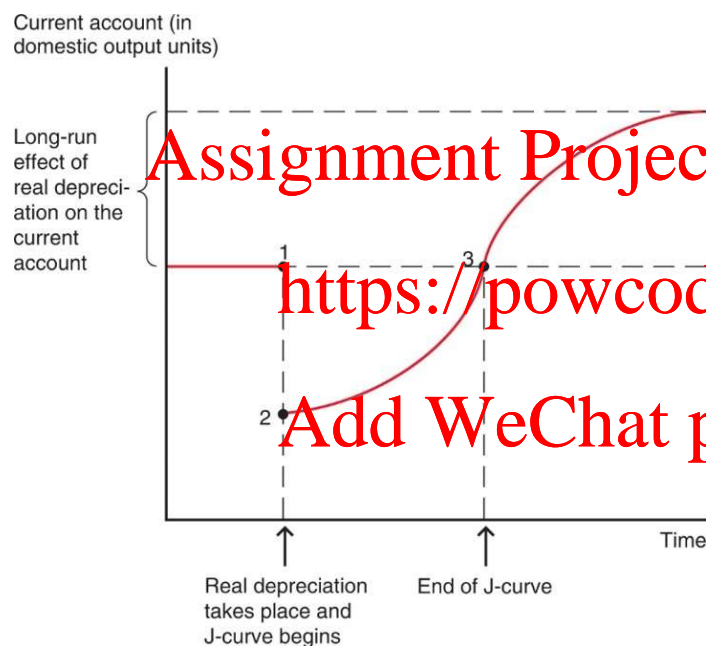 Current account (in
domestic output units)
Long-run
effect of
real depreci-
ation on the
current
account
Assignment Projec
1
3
https://powcod
2
Add WeChat p
Time
Real depreciation
takes place and
J-curve begins
End of J-curve